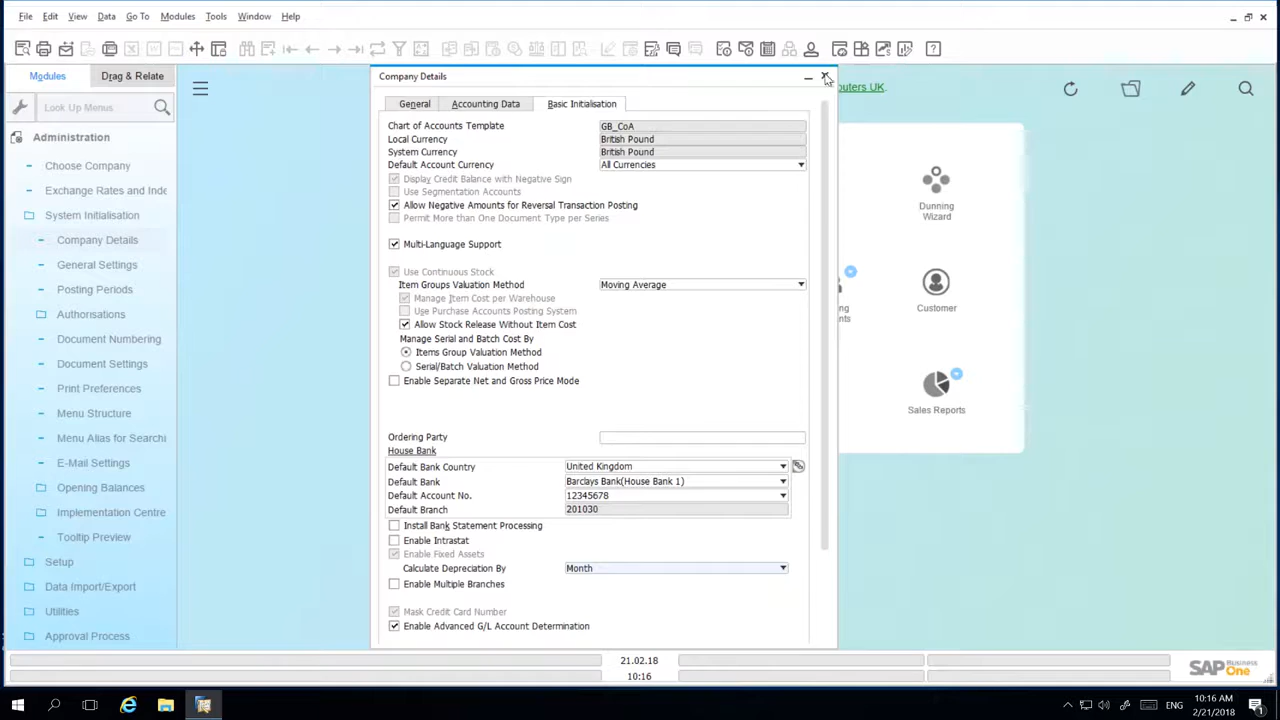 File Edit View Data Go To Modules Tools Window Help
Modules
Drag & Relate
Look Up Menus
Administration
Choose Company
Exchange Rates and Inde
System Initialisation
Company Details
General Settings
Posting Periods
Authorisations
Document Numbering
Document Settings
Print Preferences
Menu Structure
Menu Alias for Searchi
E-Mail Settings
Opening Balances
Implementation Centre
Tooltip Preview
Setup
Data Import/Export
Utilities
Approval Process
Company Details
General Accounting Data Basic Initialisation
Chart of Accounts Template GB_CoA
Local Currency British Pound
System Currency British Pound
Default Account Currency All Currencies
Display Credit Balance with Negative Sign
Use Segmentation Accounts
Allow Negative Amounts for Reversal Transaction Posting
Permit More than One Document Type per Series
Multi-Language Support
Use Continuous Stock
Item Groups Valuation Method Moving Average
Manage Item Cost per Warehouse
Use Purchase Accounts Posting System
Allow Stock Release Without Item Cost
Manage Serial and Batch Cost By
Items Group Valuation Method
Serial/Batch Valuation Method
Enable Separate Net and Gross Price Mode
Ordering Party
House Bank
Default Bank Country United Kingdom
Default Bank Barclays Bank(House Bank 1)
Default Account No. 12345678
Default Branch 201030
Install Bank Statement Processing
Enable Intrastat
Enable Fixed Assets
Calculate Depreciation By Month
Enable Multiple Branches
Mask Credit Card Number
Enable Advanced G/L Account Determination
outers UK.
Dunning
Wizard
ng
nts
Customer
Sales Reports
21.02.18
10:16
SAP Business One
ENG
10:16 AM
2/21/2018
1